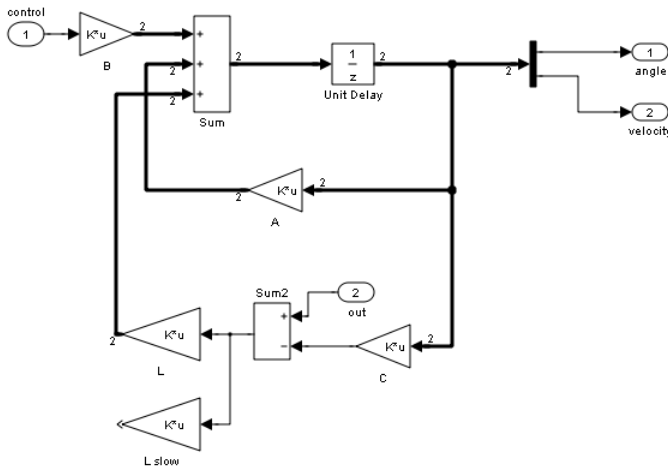 control
1
K*u
B
2
2
2
+
+
+
Sum
2
1
z
Unit Delay
2
2
1
angle
2
velocity
2
K*u
2
A
Sum2
+
-
2
out
2
K*u
L
K*u
2
C
K*u
L slow